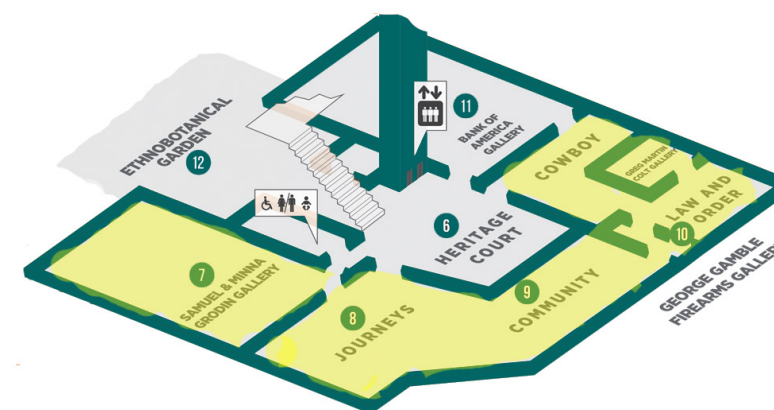 ETHNOBOTANICAL
GARDEN
12
11
BANK OF
AMERICA
GALLERY
COWBOY
GREG MARTIN
COLT GALLERY
LAW AND
ORDER
10
GEORGE GAMBLE
FIREARMS GALLE
6
HERITAGE
COURT
7
SAMUEL & MINNA
GRODIN GALLERY
8
JOURNEYS
9
COMMUNITY